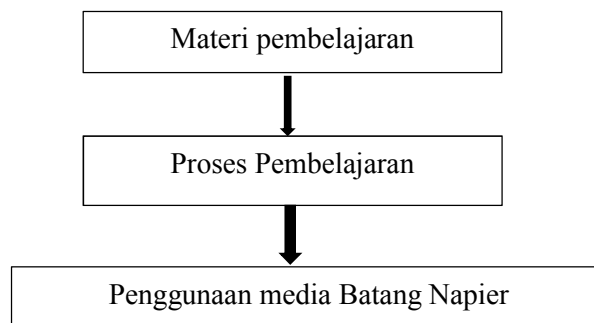 Materi pembelajaran
Proses Pembelajaran
Penggunaan media Batang Napier